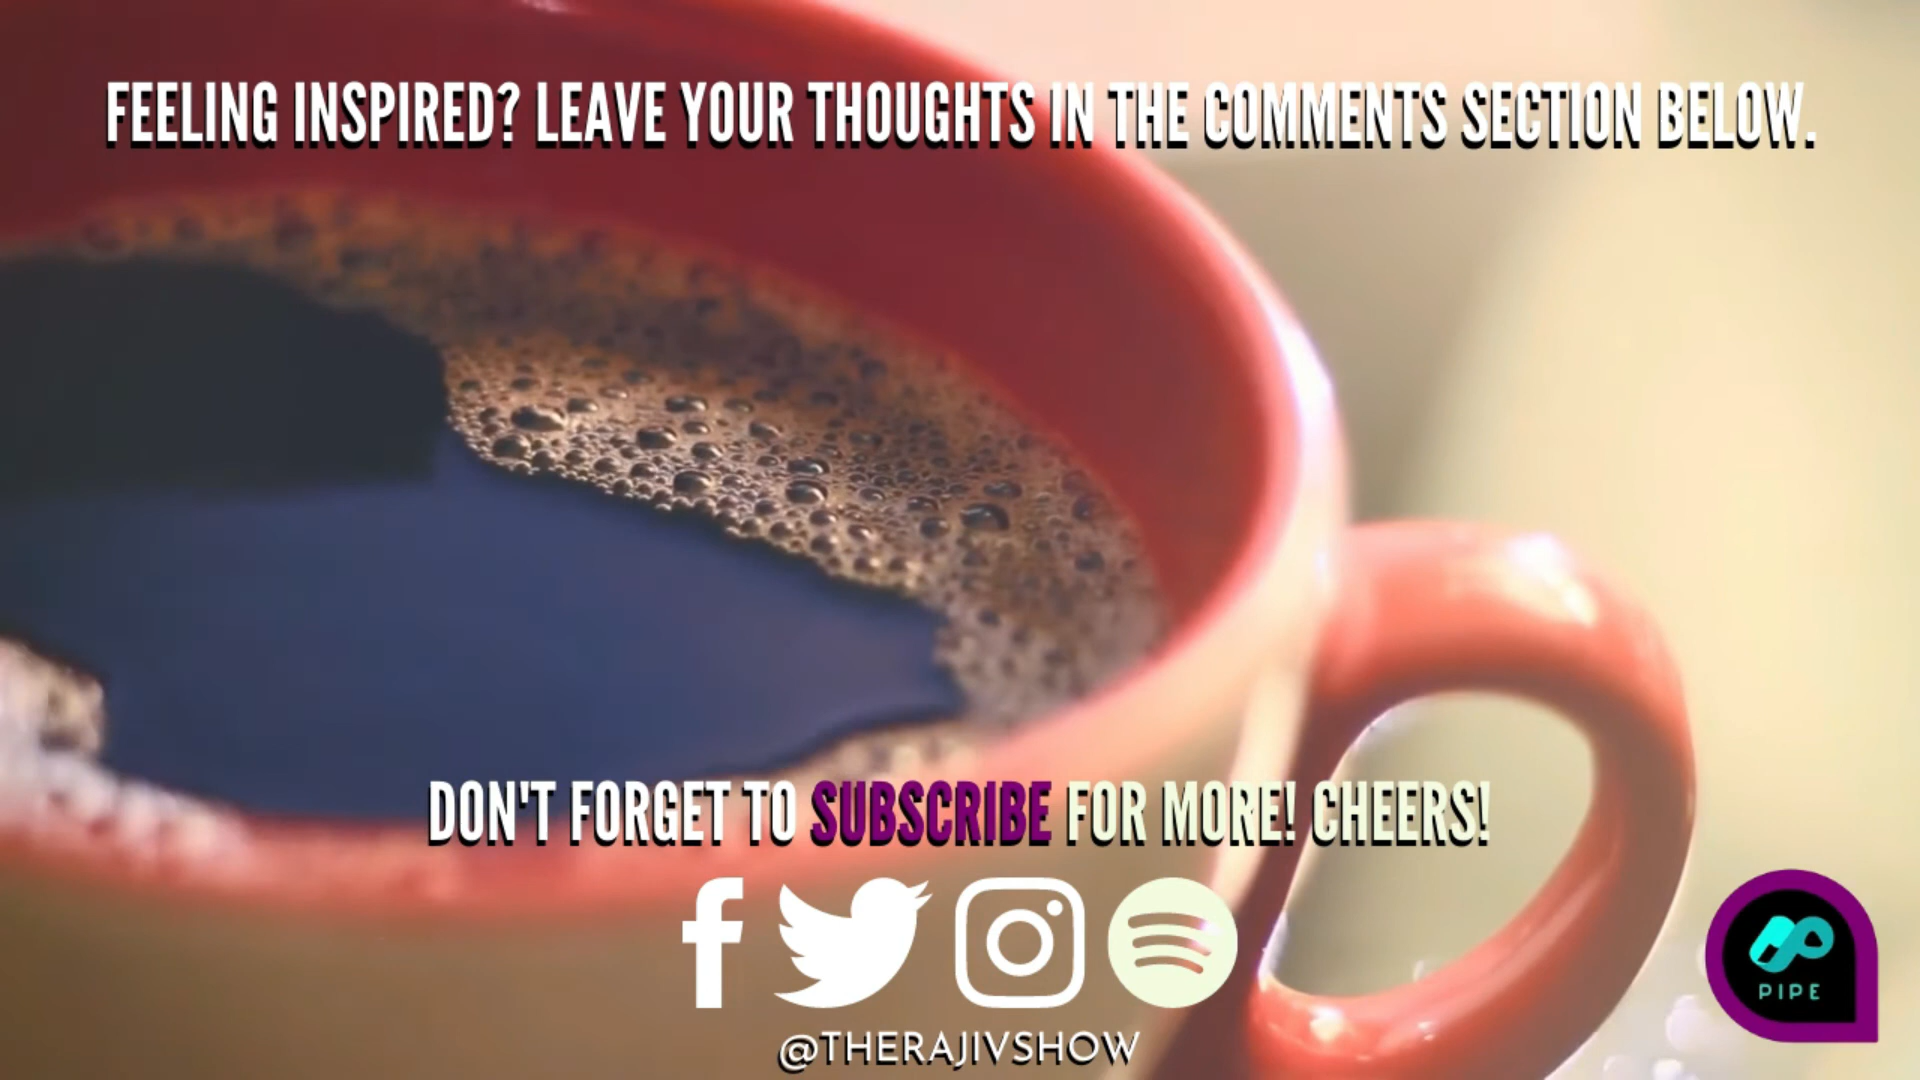 FEELING INSPIRED? LEAVE YOUR THOUGHTS IN THE COMMENTS SECTION BELOW.
DON'T FORGET TO SUBSCRIBE FOR MORE! CHEERS!
@THERAJIVSHOW
PIPE